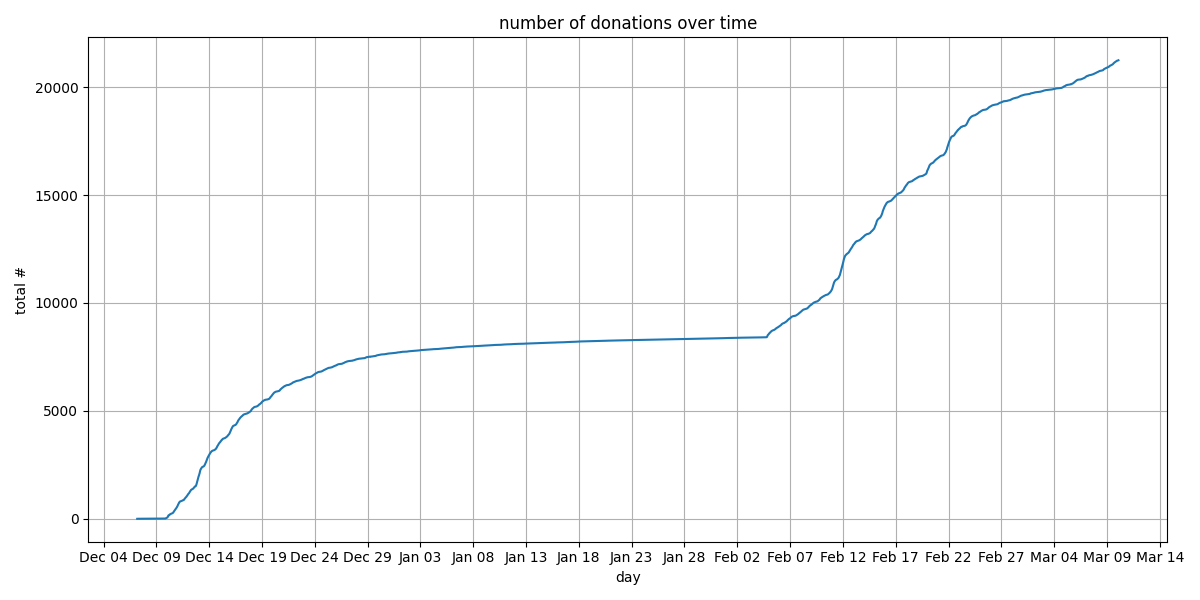 number of donations over time
total #
20000
15000
10000
5000
0
Dec 04 Dec 09 Dec 14 Dec 19 Dec 24 Dec 29 Jan 03 Jan 08 Jan 13 Jan 18 Jan 23 Jan 28 Feb 02 Feb 07 Feb 12 Feb 17 Feb 22 Feb 27 Mar 04 Mar 09 Mar 14
day